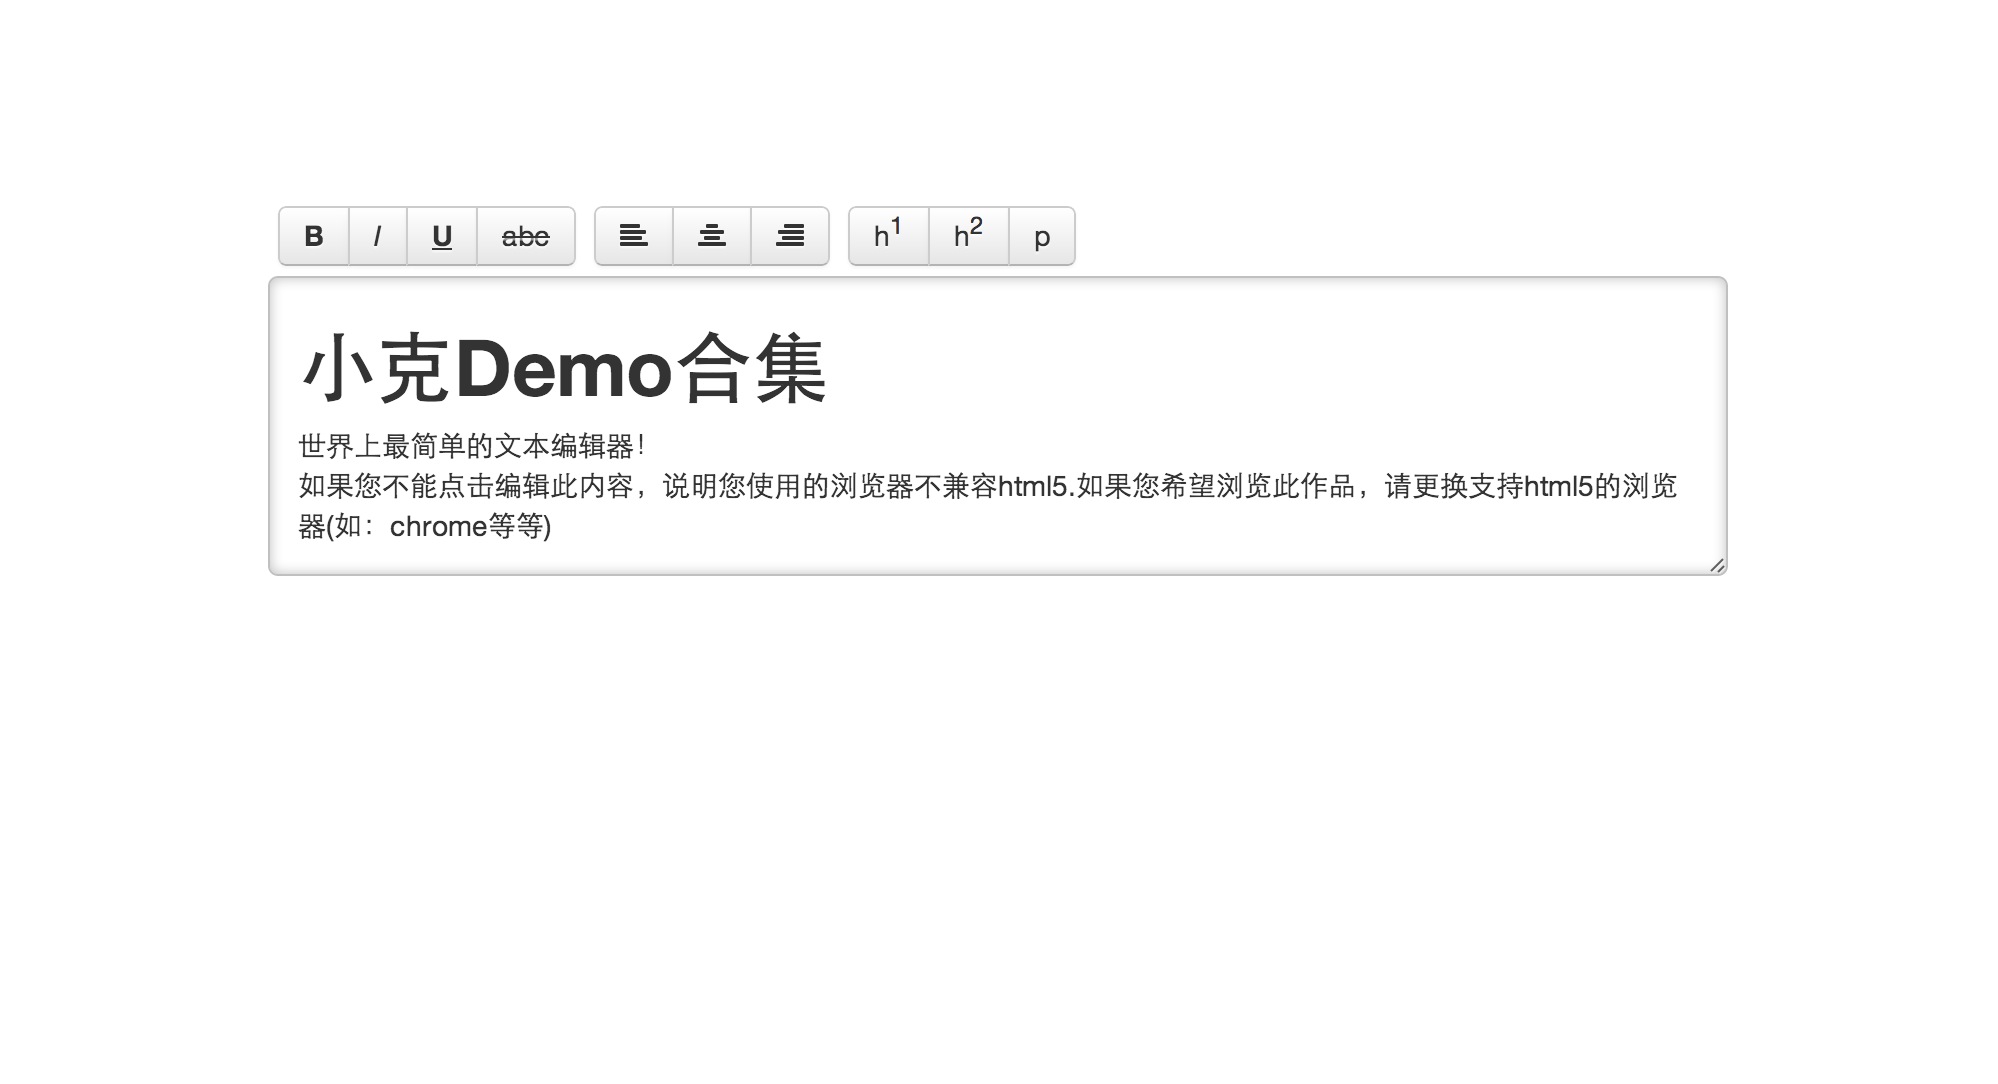 B I U abc h1 h2 p
小克Demo合集
世界上最简单的文本编辑器！
如果您不能点击编辑此内容，说明您使用的浏览器不兼容html5.如果您希望浏览此作品，请更换支持html5的浏览
器(如：chrome等等)